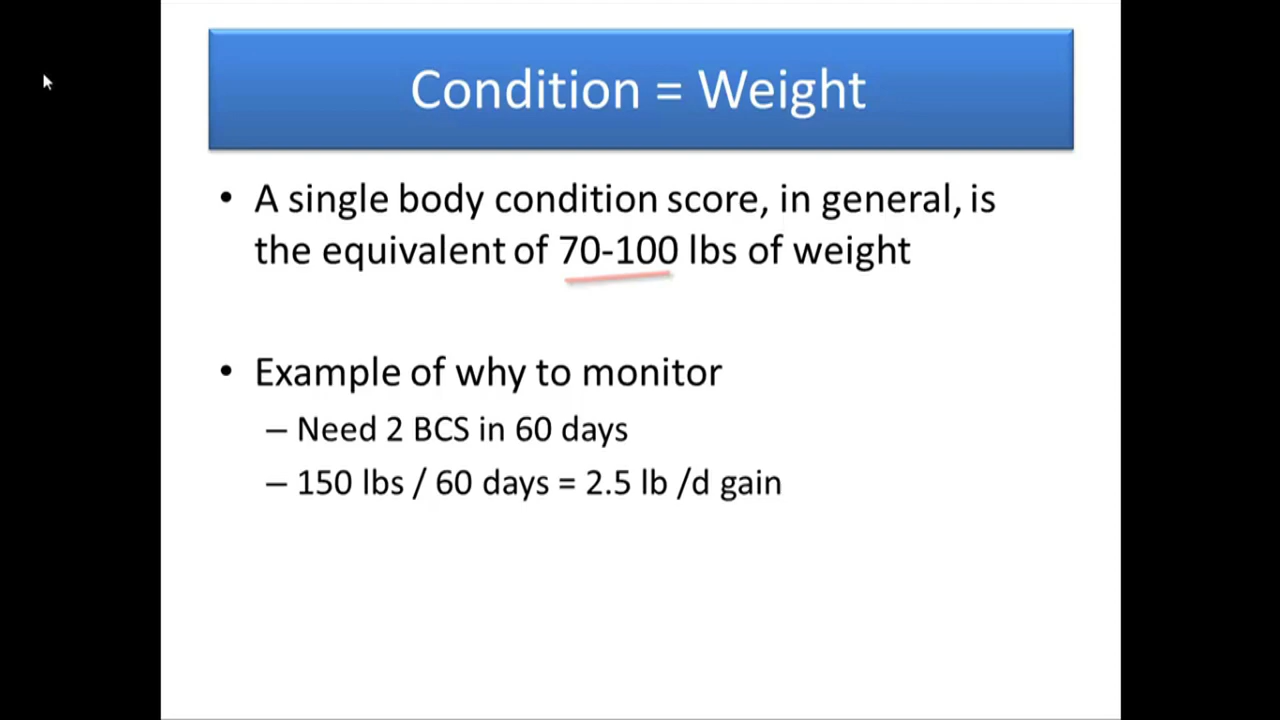 Condition = Weight
• A single body condition score, in general, is
the equivalent of 70-100 lbs of weight
• Example of why to monitor
– Need 2 BCS in 60 days
– 150 lbs / 60 days = 2.5 lb /d gain